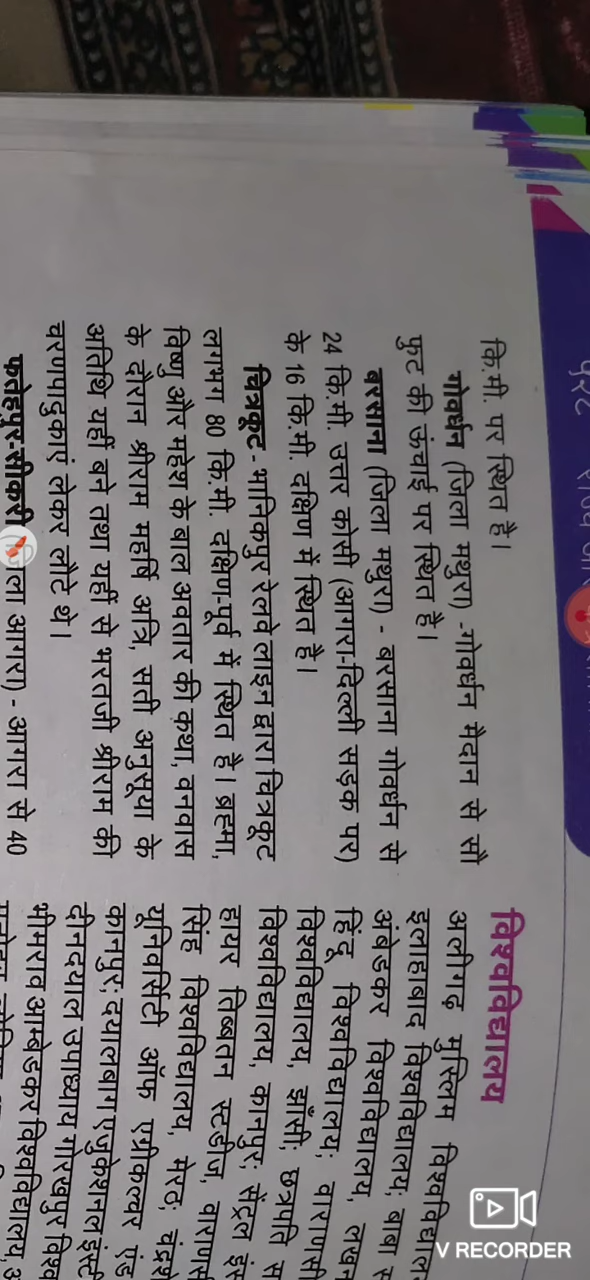 कि.मी. पर स्थित है।
गोवर्धन (जिला मथुरा) -गोवर्धन मैदान से सौ
फुट की ऊंचाई पर स्थित है।
बरसाना (जिला मथुरा) - बरसाना गोवर्धन से
24 कि.मी. उत्तर कोसी (आगरा-दिल्ली सड़क पर)
के 16 कि.मी. दक्षिण में स्थित है।
चित्रकूट - मानिकपुर रेलवे लाइन द्वारा चित्रकूट
लगभग 80 कि.मी. दक्षिण-पूर्व में स्थित है। ब्रह्मा,
विष्णु और महेश के बाल अवतार की कथा, वनवास
के दौरान श्रीराम महर्षि अत्रि, सती अनुसूया के
अतिथि यहीं बने तथा यहीं से भरतजी श्रीराम की
चरणपादुकाएं लेकर लौटे थे।
फतेहपुर-सीकरी आगरा) - आगरा से 40
विश्वविद्यालय
अलीगढ़ मुस्लिम
इलाहाबाद विश्वविद्यालय; बाबा
अंबेडकर विश्वविद्यालय,
हिंदू विश्वविद्यालय; वाराणसी
विश्वविद्यालय, झाँसी; छत्रपति
विश्वविद्यालय, कानपुर; सेंट्रल
हायर तिब्बतन स्टडीज,
सिंह विश्वविद्यालय, मेरठ;
यूनिवर्सिटी ऑफ एग्रीकल्चर एंड
कानपुर; दयालबाग एजुकेशनल
दीनदयाल उपाध्याय गोरखपुर
भीमराव आम्बेडकर विश्वविद्यालय,
V RECORDER